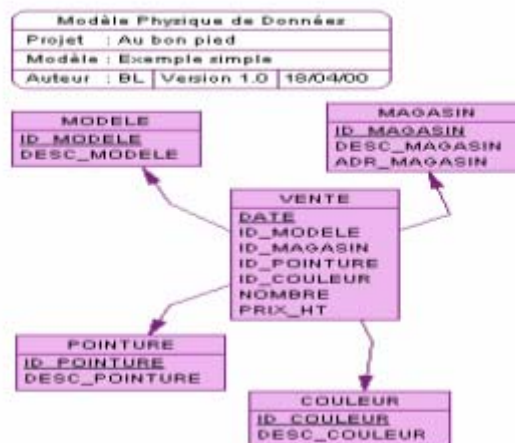 Modèle Physique de Données
Projet : Au bon pied
Modèle : Exemple simple
Auteur : BL Version 1.0 18/04/00
MODELE
ID_MODELE
DESC_MODELE
MAGASIN
ID_MAGASIN
DESC_MAGASIN
ADR_MAGASIN
VENTE
DATE
ID_MODELE
ID_MAGASIN
ID_POINTURE
ID_COULEUR
NOMBRE
PRIX_HT
POINTURE
ID_POINTURE
DESC_POINTURE
COULEUR
ID_COULEUR
DESC_COULEUR